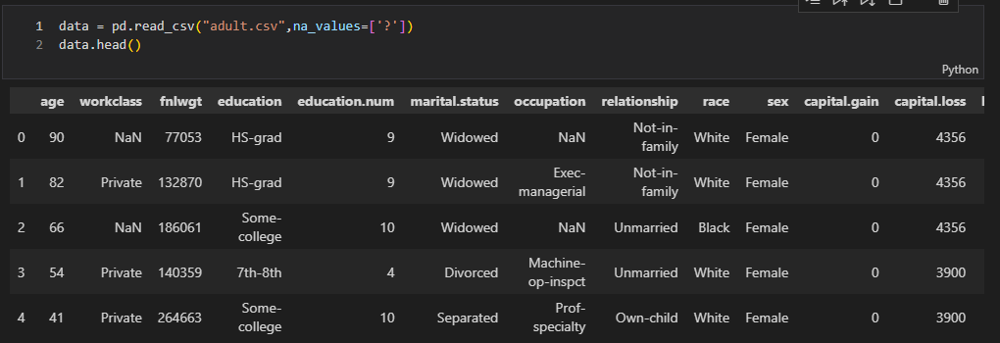 1 data = pd.read_csv("adult.csv",na_values=['?'])
2 data.head()
Python
age workclass fnlwgt education education.num marital.status occupation relationship race sex capital.gain capital.loss
0 90 NaN 77053 HS-grad 9 Widowed NaN Not-in-family White Female 0 4356
1 82 Private 132870 HS-grad 9 Widowed Exec-managerial Not-in-family White Female 0 4356
2 66 NaN 186061 Some-college 10 Widowed NaN Unmarried Black Female 0 4356
3 54 Private 140359 7th-8th 4 Divorced Machine-op-inspct Unmarried White Female 0 3900
4 41 Private 264663 Some-college 10 Separated Prof-specialty Own-child White Female 0 3900